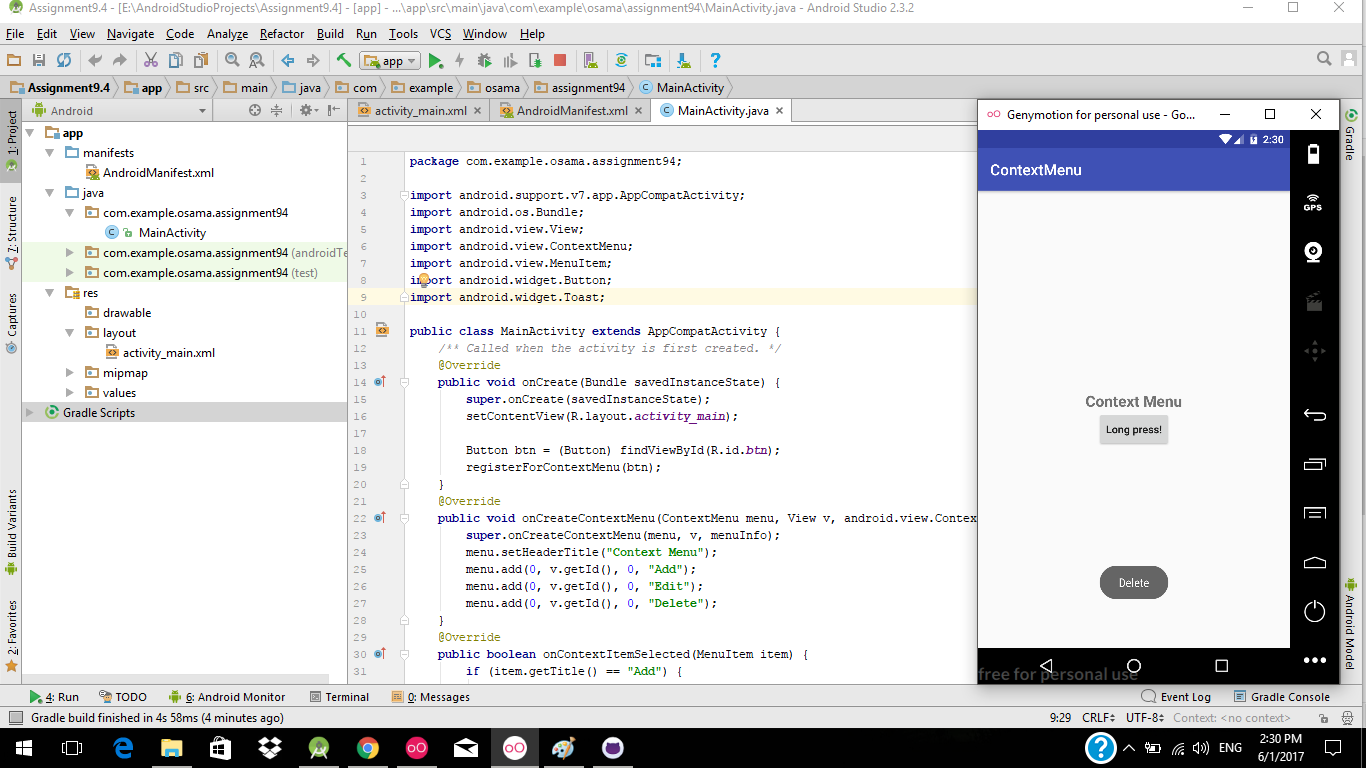 Assignment9.4 - [E:\AndroidStudioProjects\Assignment9.4] - [app] - ...\app\src\main\java\com\example\osama\assignment94\MainActivity.java - Android Studio 2.3.2
File Edit View Navigate Code Analyze Refactor Build Run Tools VCS Window Help
app
Assignment9.4 app src main java com example osama assignment94 MainActivity
Android
activity_main.xml AndroidManifest.xml MainActivity.java
1: Project
7: Structure
Captures
Build Variants
2: Favorites
app
manifests
AndroidManifest.xml
java
com.example.osama.assignment94
MainActivity
com.example.osama.assignment94 (androidTe
com.example.osama.assignment94 (test)
res
drawable
layout
activity_main.xml
mipmap
values
Gradle Scripts
1 package com.example.osama.assignment94;
2
3 import android.support.v7.app.AppCompatActivity;
4 import android.os.Bundle;
5 import android.view.View;
6 import android.view.ContextMenu;
7 import android.view.MenuItem;
8 import android.widget.Button;
9 import android.widget.Toast;
10
11 public class MainActivity extends AppCompatActivity {
12 /** Called when the activity is first created. */
13 @Override
14 public void onCreate(Bundle savedInstanceState) {
15 super.onCreate(savedInstanceState);
16 setContentView(R.layout.activity_main);
17
18 Button btn = (Button) findViewById(R.id.btn);
19 registerForContextMenu(btn);
20 }
21 @Override
22 public void onCreateContextMenu(ContextMenu menu, View v, android.view.Contex
23 super.onCreateContextMenu(menu, v, menuInfo);
24 menu.setHeaderTitle("Context Menu");
25 menu.add(0, v.getId(), 0, "Add");
26 menu.add(0, v.getId(), 0, "Edit");
27 menu.add(0, v.getId(), 0, "Delete");
28 }
29 @Override
30 public boolean onContextItemSelected(MenuItem item) {
31 if (item.getTitle() == "Add") {
Genymotion for personal use - Go...
2:30
ContextMenu
GPS
Context Menu
Long press!
Delete
free for personal use
Gradle
Android Model
4: Run TODO 6: Android Monitor Terminal 0: Messages Event Log Gradle Console
Gradle build finished in 4s 58ms (4 minutes ago) 9:29 CRLF UTF-8 Context: <no context>
ENG
2:30 PM
6/1/2017